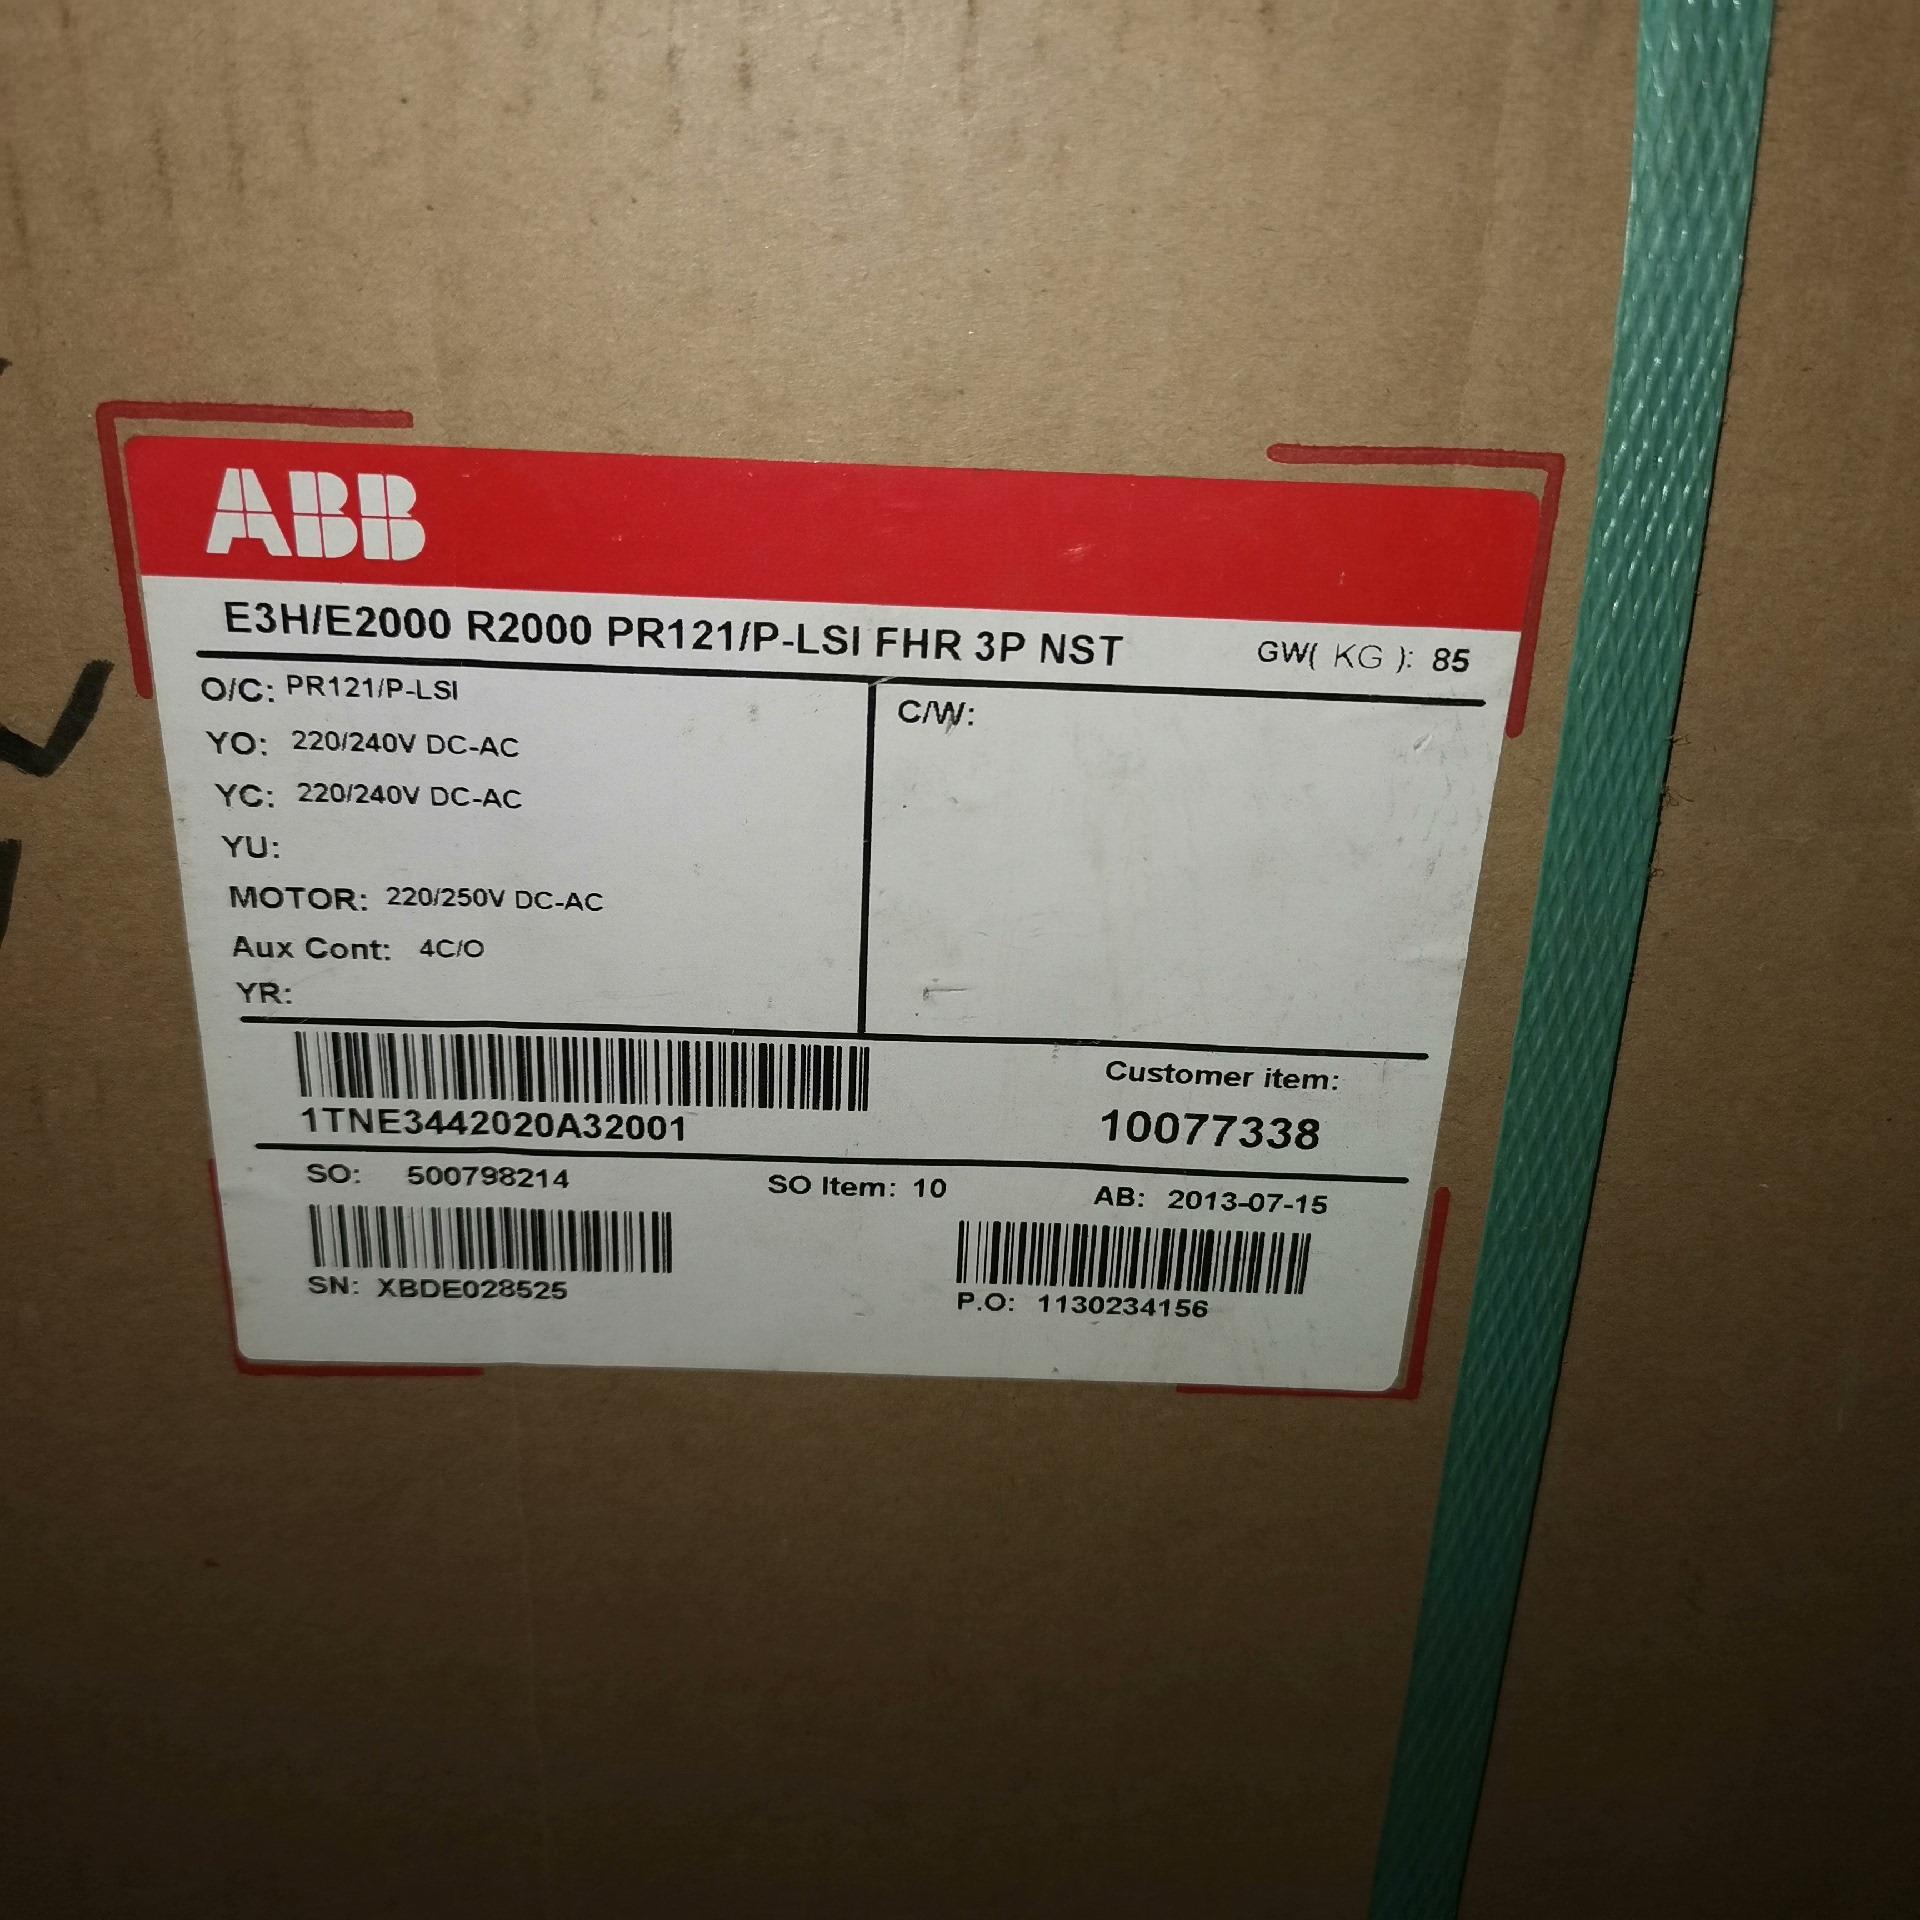 ABB
E3H/E2000 R2000 PR121/P-LSI FHR 3P NST GW( KG ): 85
O/C: PR121/P-LSI
C/W:
YO: 220/240V DC-AC
YC: 220/240V DC-AC
YU:
MOTOR: 220/250V DC-AC
Aux Cont: 4C/O
YR:
Customer item:
1TNE3442020A32001 10077338
SO: 500798214 SO Item: 10 AB: 2013-07-15
SN: XBDE028525 P.O: 1130234156